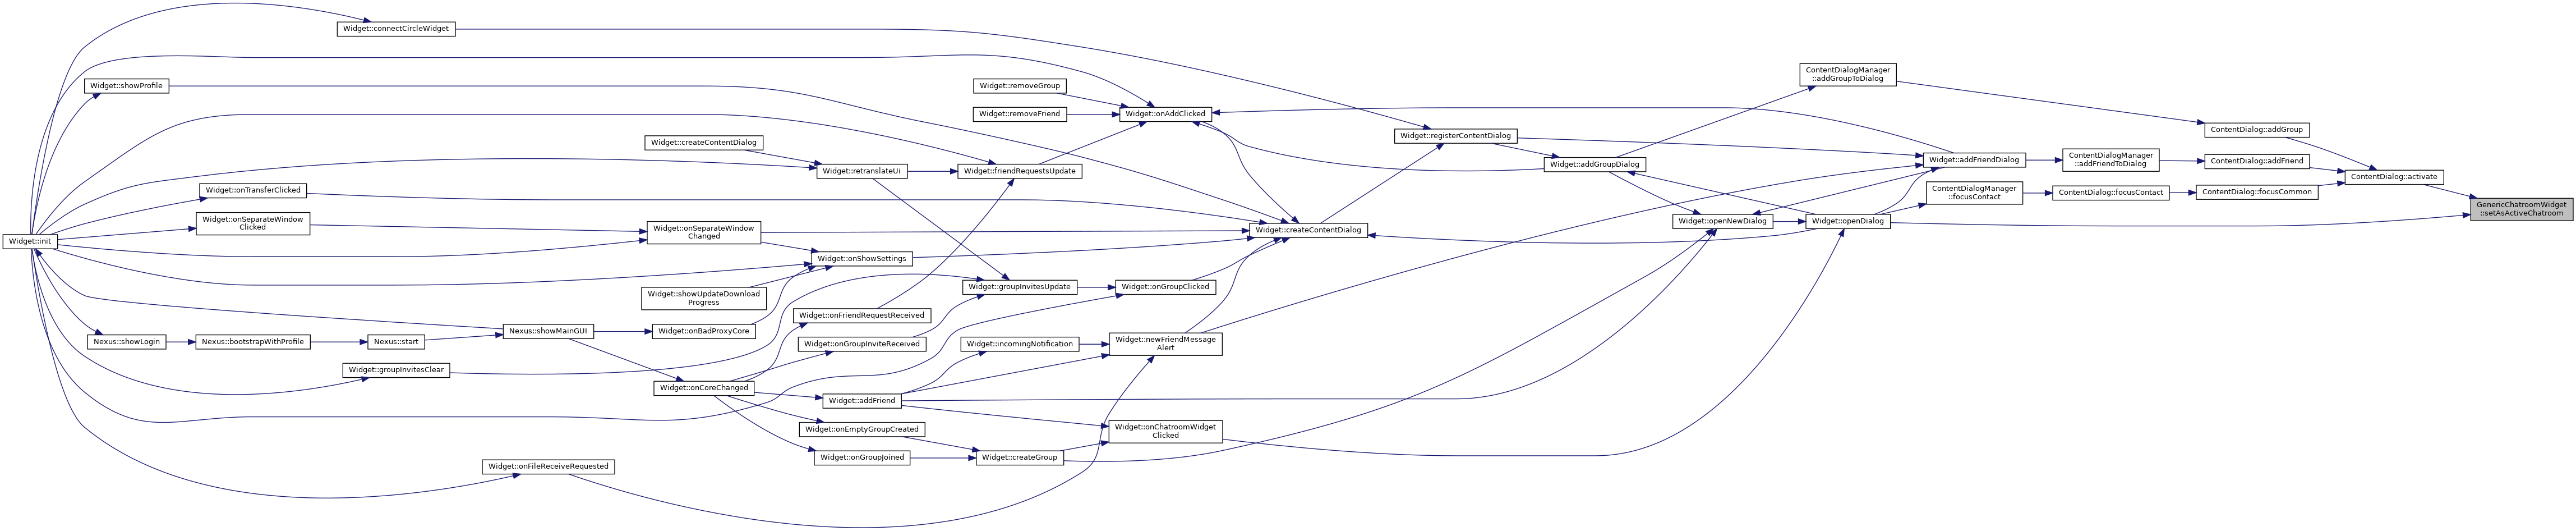 Widget::connectCircleWidget
ContentDialogManager
::addGroupToDialog
Widget::showProfile
Widget::removeGroup
Widget::removeFriend
Widget::onAddClicked
ContentDialog::addGroup
Widget::registerContentDialog
Widget::createContentDialog
Widget::addFriendDialog
ContentDialogManager
::addFriendToDialog
ContentDialog::addFriend
Widget::addGroupDialog
Widget::retranslateUi
Widget::friendRequestsUpdate
ContentDialog::activate
Widget::onTransferClicked
ContentDialogManager
::focusContact
ContentDialog::focusContact
ContentDialog::focusCommon
GenericChatroomWidget
::setAsActiveChatroom
Widget::onSeparateWindow
Clicked
Widget::onSeparateWindow
Changed
Widget::createContentDialog
Widget::openNewDialog
Widget::openDialog
Widget::init
Widget::onShowSettings
Widget::groupInvitesUpdate
Widget::onGroupClicked
Widget::showUpdateDownload
Progress
Widget::onFriendRequestReceived
Nexus::showMainGUI
Widget::onBadProxyCore
Nexus::showLogin
Nexus::bootstrapWithProfile
Nexus::start
Widget::onGroupInviteReceived
Widget::incomingNotification
Widget::newFriendMessage
Alert
Widget::groupInvitesClear
Widget::onCoreChanged
Widget::addFriend
Widget::onEmptyGroupCreated
Widget::onChatroomWidget
Clicked
Widget::onGroupJoined
Widget::createGroup
Widget::onFileReceiveRequested